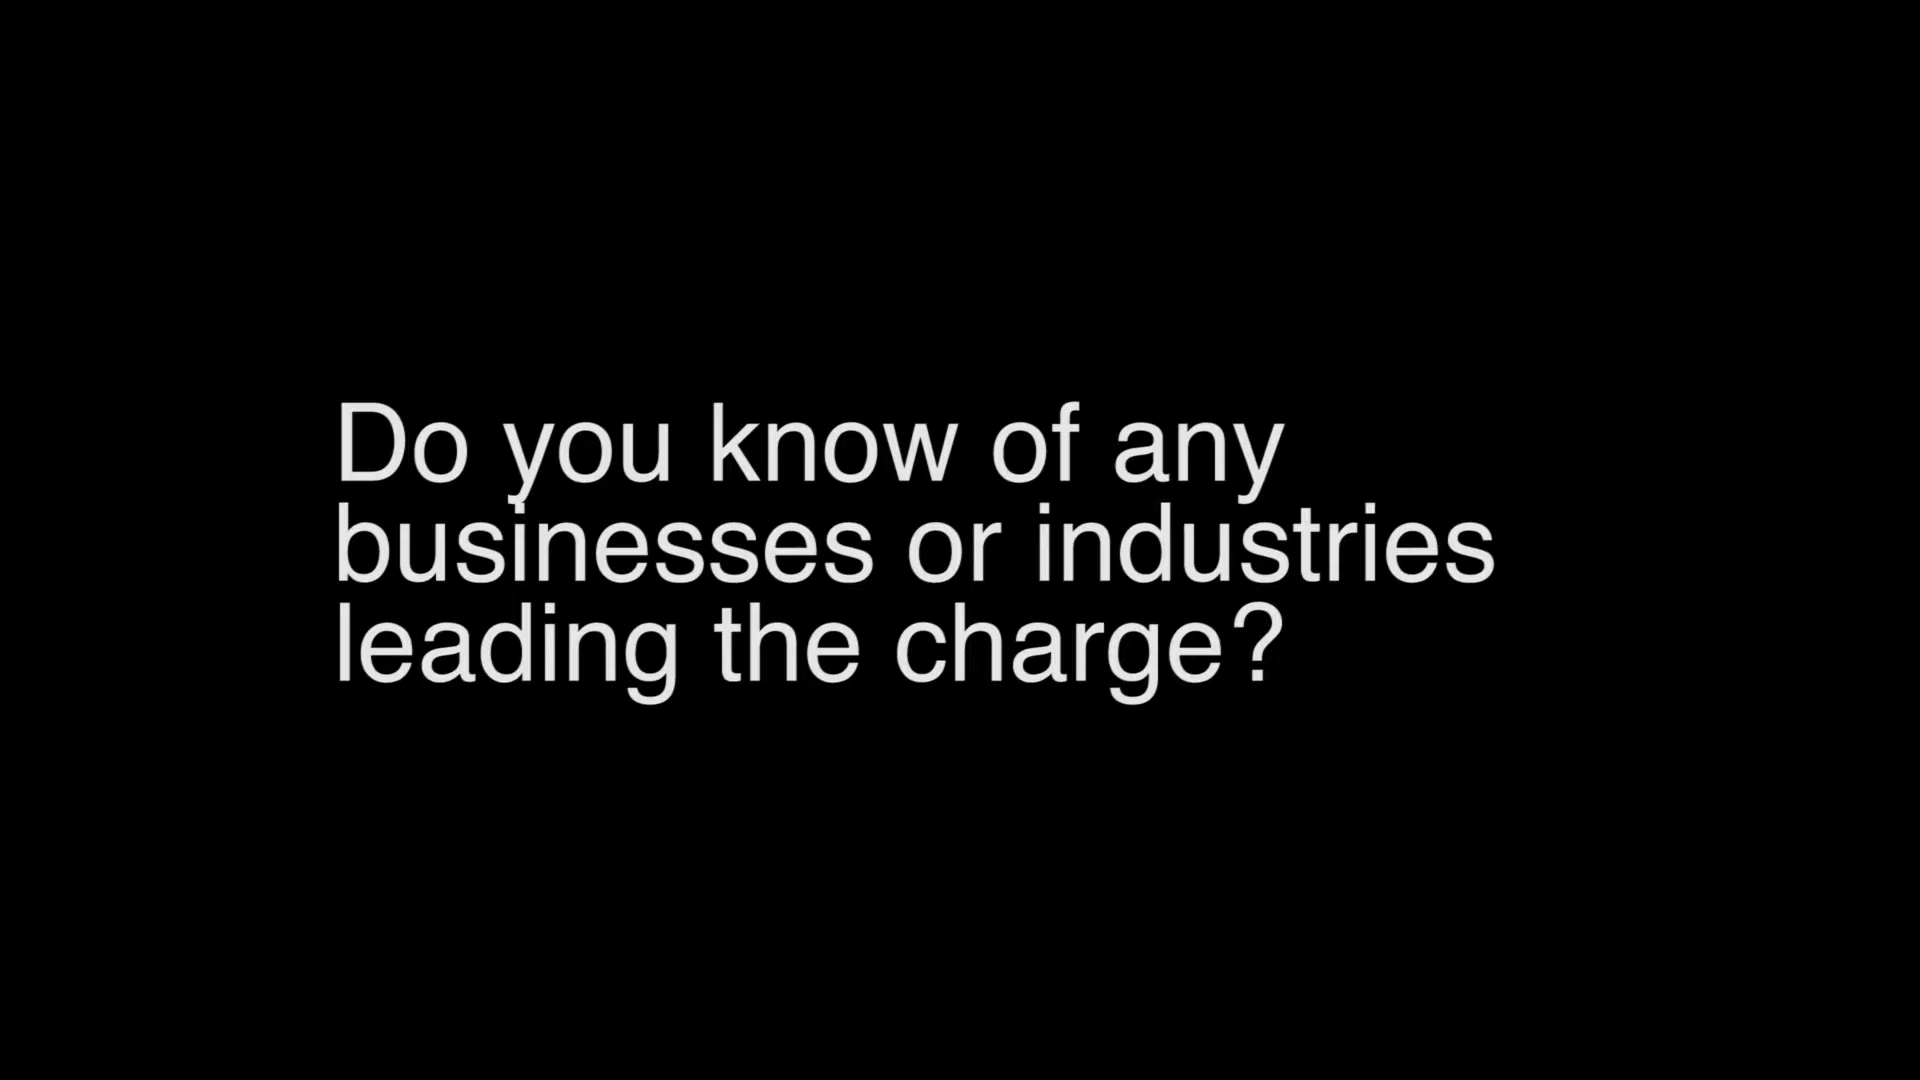 Do you know of any
businesses or industries
leading the charge?